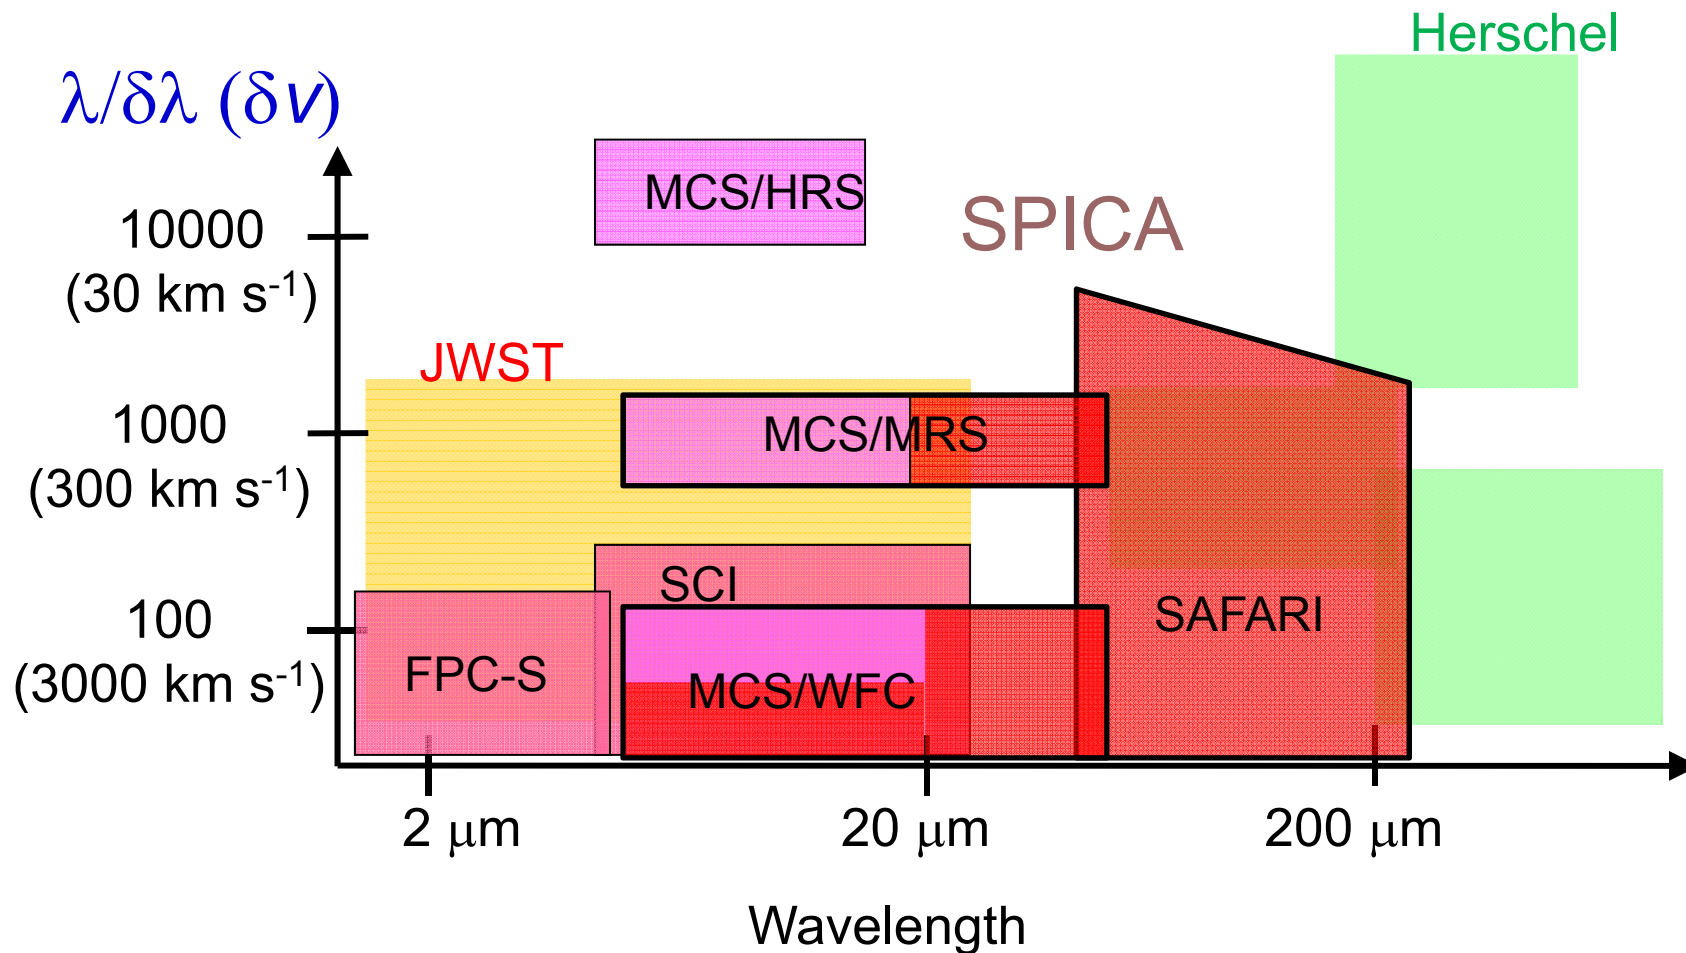 Herschel
λ/δλ (δv)
MCS/HRS
SPICA
10000
(30 km s-1)
JWST
1000
(300 km s-1)
MCS/MRS
SCI
100
(3000 km s-1)
SAFARI
FPC-S
MCS/WFC
2 μm
20 μm
200 μm
Wavelength